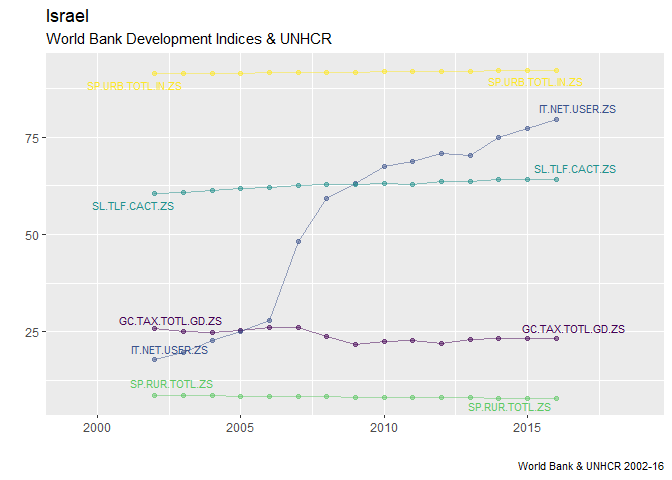 Israel
World Bank Development Indices & UNHCR
SP.URB.TOTL.IN.ZS
SP.URB.TOTL.IN.ZS
IT.NET.USER.ZS
75
SL.TLF.CACT.ZS
SL.TLF.CACT.ZS
50
GC.TAX.TOTL.GD.ZS
GC.TAX.TOTL.GD.ZS
25
IT.NET.USER.ZS
SP.RUR.TOTL.ZS
SP.RUR.TOTL.ZS
2000 2005 2010 2015
World Bank & UNHCR 2002-16